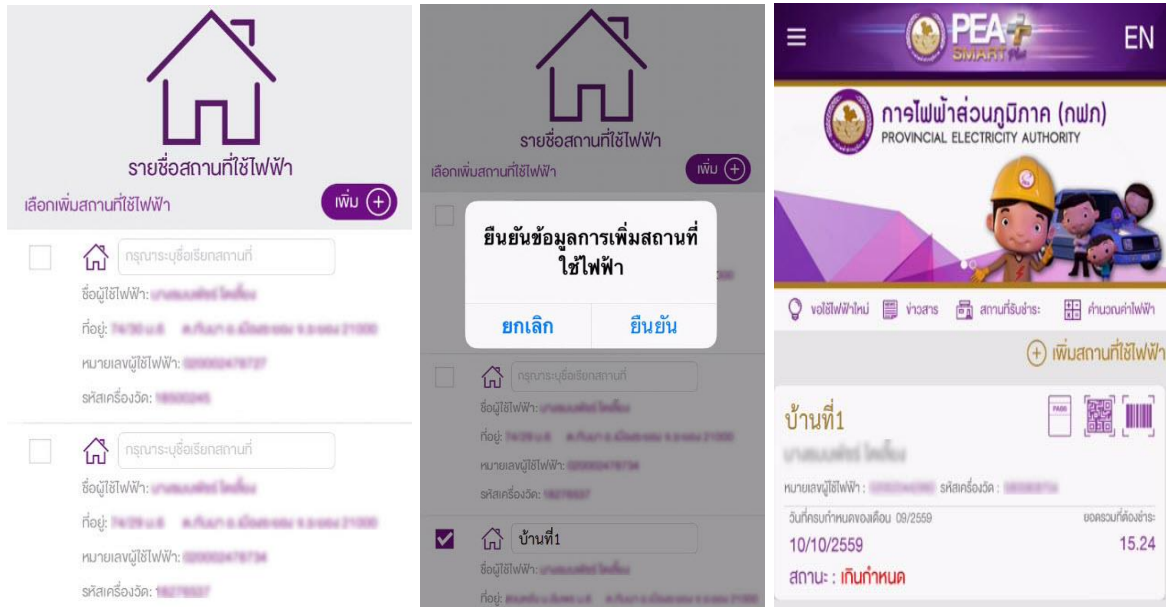 รายชื่อสถานที่ใช้ไฟฟ้า
เลือกเพิ่มสถานที่ใช้ไฟฟ้า
เพิ่ม
กรุณาระบุชื่อเรียกสถานที่
ชื่อผู้ใช้ไฟฟ้า:
ที่อยู่:
หมายเลขผู้ใช้ไฟฟ้า:
รหัสเครื่องวัด:
กรุณาระบุชื่อเรียกสถานที่
ชื่อผู้ใช้ไฟฟ้า:
ที่อยู่:
หมายเลขผู้ใช้ไฟฟ้า:
รหัสเครื่องวัด:
รายชื่อสถานที่ใช้ไฟฟ้า
เลือกเพิ่มสถานที่ใช้ไฟฟ้า
เพิ่ม
ยืนยันข้อมูลการเพิ่มสถานที่
ใช้ไฟฟ้า
ยกเลิก ยืนยัน
กรุณาระบุชื่อเรียกสถานที่
ชื่อผู้ใช้ไฟฟ้า:
ที่อยู่:
หมายเลขผู้ใช้ไฟฟ้า:
รหัสเครื่องวัด:
บ้านที่1
ชื่อผู้ใช้ไฟฟ้า:
ที่อยู่:
PEA EN
SMART Plus
การไฟฟ้าส่วนภูมิภาค (กฟภ)
PROVINCIAL ELECTRICITY AUTHORITY
ขอใช้ไฟฟ้าใหม่ ข่าวสาร สถานที่รับชำระ คำนวณค่าไฟฟ้า
เพิ่มสถานที่ใช้ไฟฟ้า
บ้านที่1
หมายเลขผู้ใช้ไฟฟ้า : รหัสเครื่องวัด :
วันที่ครบกำหนดของเดือน 09/2559 ยอดรวมที่ต้องชำระ
10/10/2559 15.24
สถานะ : เกินกำหนด